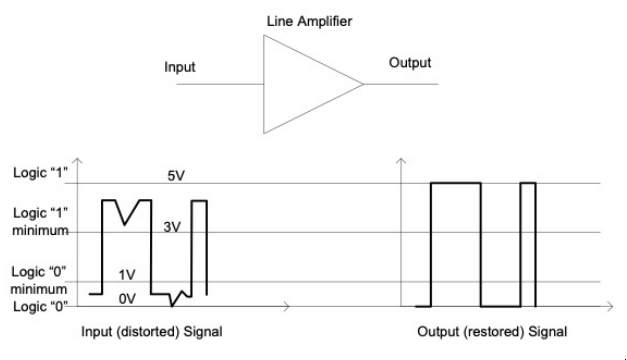 Line Amplifier
Input
Output
Logic “1”
5V
Logic “1”
minimum
3V
Logic “0”
minimum
1V
Logic “0”
0V
Input (distorted) Signal
Output (restored) Signal